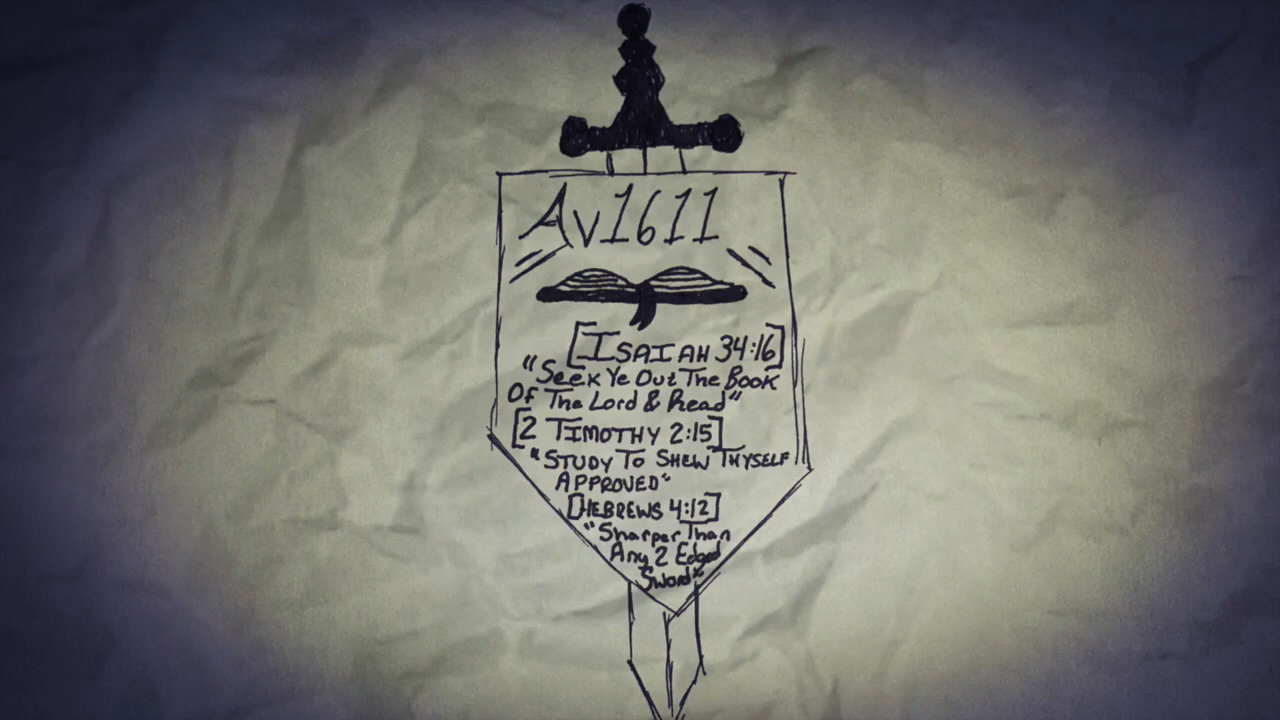 Av1611
[ISAIAH 34:16]
"Seek Ye Out The Book
Of The Lord & Read"
[2 TIMOTHY 2:15]
"STUDY TO SHEW THYSELF
APPROVED"
[HEBREWS 4:12]
"Sharper Than
Any 2 Edged
Sword"